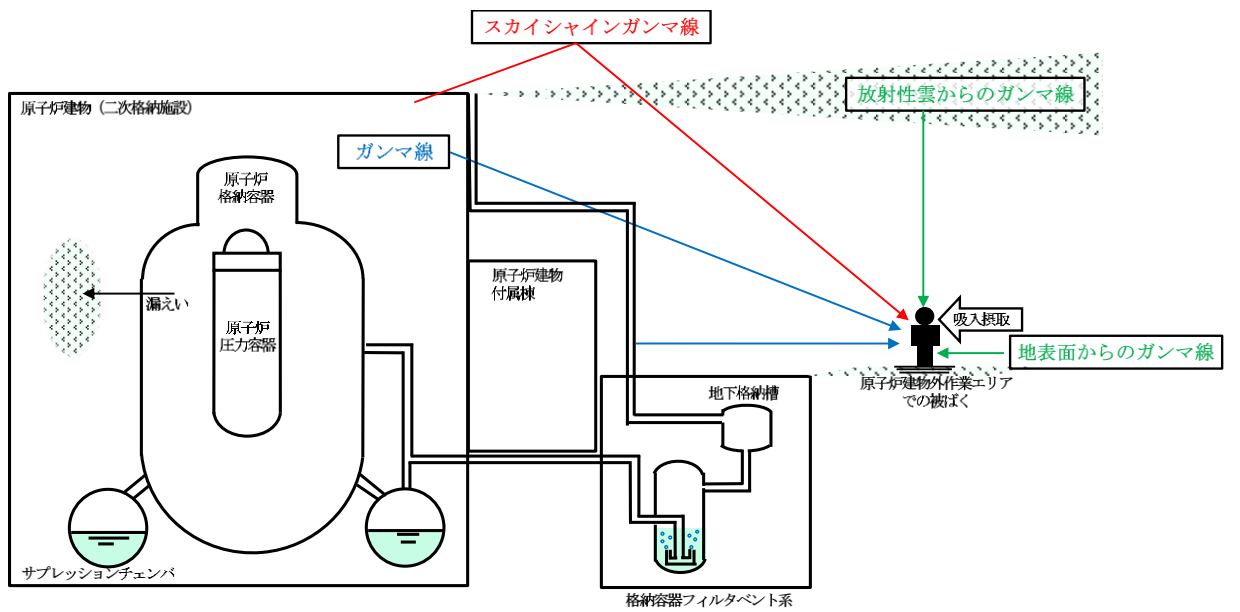 スカイシャインガンマ線
原子炉建物（二次格納施設）
放射性雲からのガンマ線
ガンマ線
原子炉
格納容器
原子炉建物
付属棟
漏えい
原子炉
圧力容器
吸入摂取
地表面からのガンマ線
原子炉建物外作業エリア
での被ばく
地下格納槽
サプレッションチェンバ
格納容器フィルタベント系